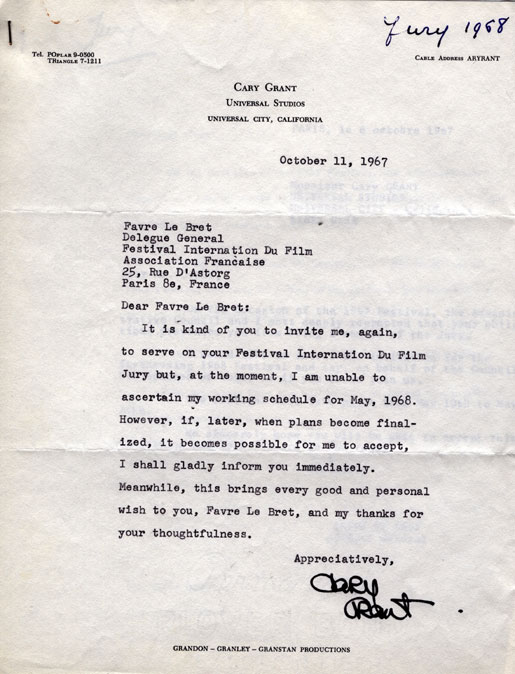 Jury 1968
Tel. POplar 9-0500
TRiangle 7-1211
Cable Address ARYRANT
Cary Grant
Universal Studios
Universal City, California
October 11, 1967
Favre Le Bret
Delegue General
Festival Internation Du Film
Association Francaise
25, Rue D'Astorg
Paris 8e, France
Dear Favre Le Bret:
It is kind of you to invite me, again,
to serve on your Festival Internation Du Film
Jury but, at the moment, I am unable to
ascertain my working schedule for May, 1968.
However, if, later, when plans become final-
ized, it becomes possible for me to accept,
I shall gladly inform you immediately.
Meanwhile, this brings every good and personal
wish to you, Favre Le Bret, and my thanks for
your thoughtfulness.
Appreciatively,
Cary
Grant
Grandon – Granley – Granstan Productions